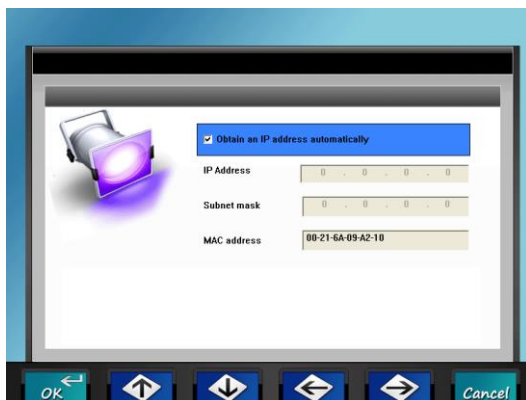 Obtain an IP address automatically
IP Address 0 . 0 . 0 . 0
Subnet mask 0 . 0 . 0 . 0
MAC address 00-21-6A-09-A2-10
OK Cancel